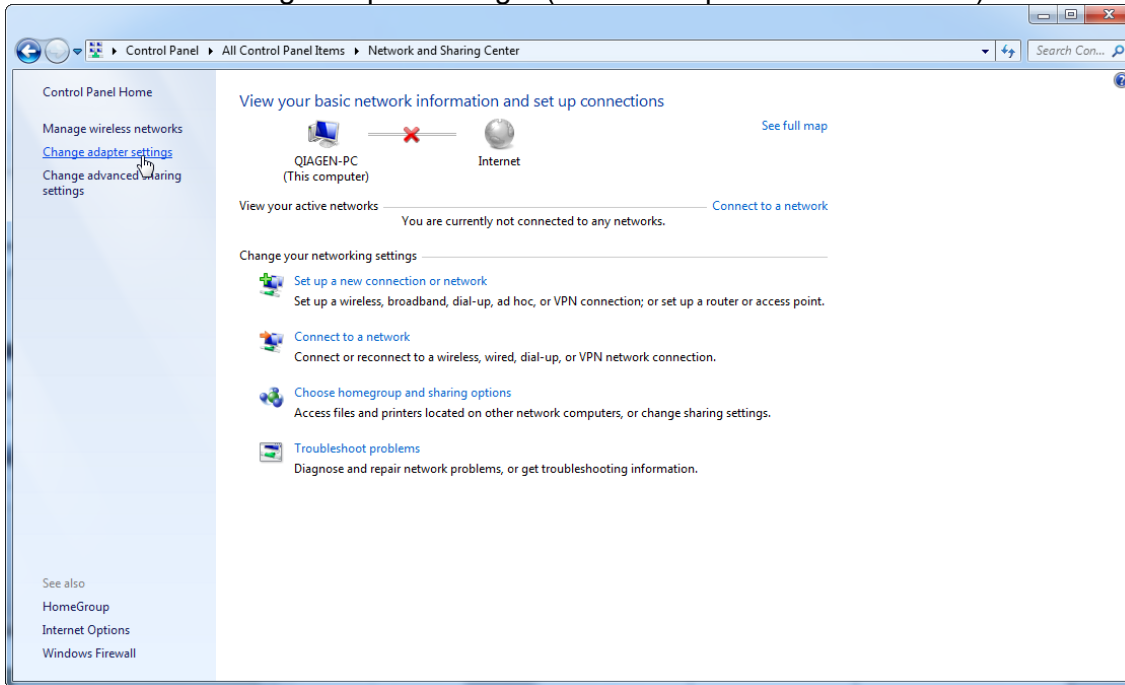 Control Panel ▸ All Control Panel Items ▸ Network and Sharing Center
Search Con...
Control Panel Home
Manage wireless networks
Change adapter settings
Change advanced sharing
settings
See also
HomeGroup
Internet Options
Windows Firewall
View your basic network information and set up connections
See full map
QIAGEN-PC
(This computer)
Internet
View your active networks
Connect to a network
You are currently not connected to any networks.
Change your networking settings
Set up a new connection or network
Set up a wireless, broadband, dial-up, ad hoc, or VPN connection; or set up a router or access point.
Connect to a network
Connect or reconnect to a wireless, wired, dial-up, or VPN network connection.
Choose homegroup and sharing options
Access files and printers located on other network computers, or change sharing settings.
Troubleshoot problems
Diagnose and repair network problems, or get troubleshooting information.